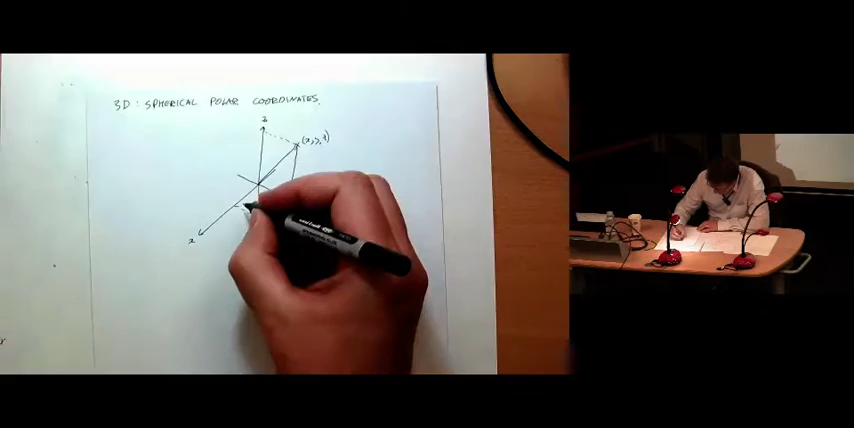 3D : SPHERICAL POLAR COORDINATES.
z
(x, y, z)
x